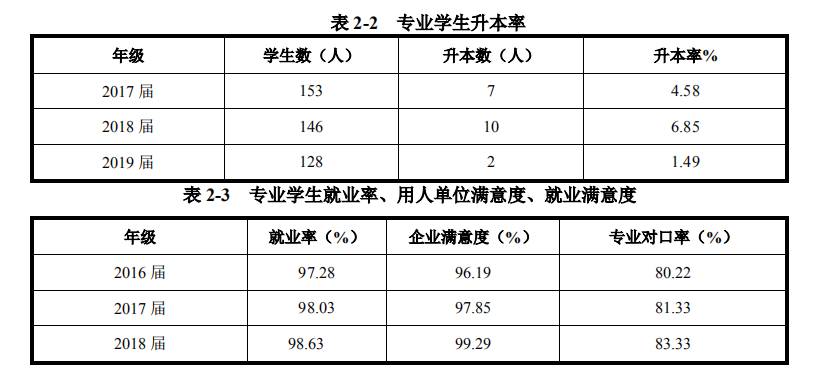 表 2-2 专业学生升本率
年级 学生数（人） 升本数（人） 升本率%
2017 届 153 7 4.58
2018 届 146 10 6.85
2019 届 128 2 1.49
表 2-3 专业学生就业率、用人单位满意度、就业满意度
年级 就业率（%） 企业满意度（%） 专业对口率（%）
2016 届 97.28 96.19 80.22
2017 届 98.03 97.85 81.33
2018 届 98.63 99.29 83.33